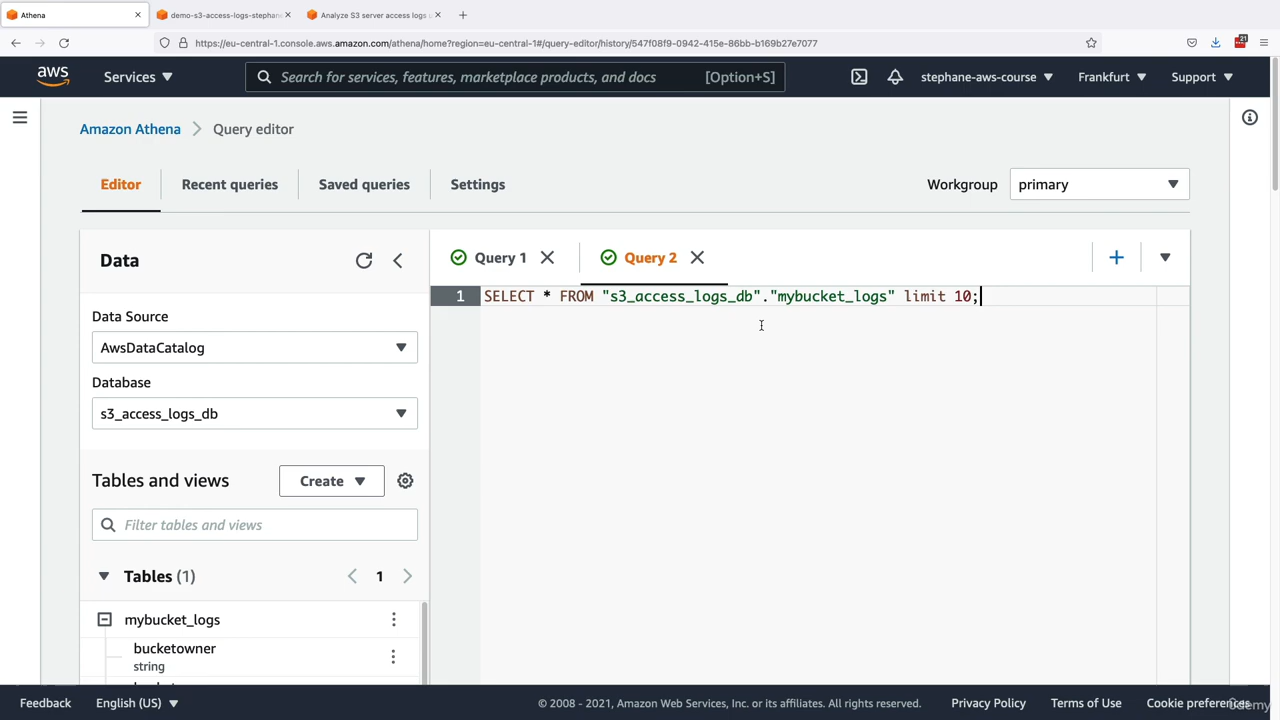 Athena
demo-s3-access-logs-stephane
Analyze S3 server access logs
https://eu-central-1.console.aws.amazon.com/athena/home?region=eu-central-1#/query-editor/history/547f08f9-0942-415e-86bb-b169b27e7077
21
aws
Services
Search for services, features, marketplace products, and docs
[Option+S]
stephane-aws-course
Frankfurt
Support
Amazon Athena
Query editor
Editor
Recent queries
Saved queries
Settings
Workgroup
primary
Data
Query 1
Query 2
1
SELECT * FROM "s3_access_logs_db"."mybucket_logs" limit 10;
Data Source
AwsDataCatalog
Database
s3_access_logs_db
Tables and views
Create
Filter tables and views
Tables (1)
1
mybucket_logs
bucketowner
string
Feedback
English (US)
© 2008 - 2021, Amazon Web Services, Inc. or its affiliates. All rights reserved.
Privacy Policy
Terms of Use
Cookie preferences
Udemy